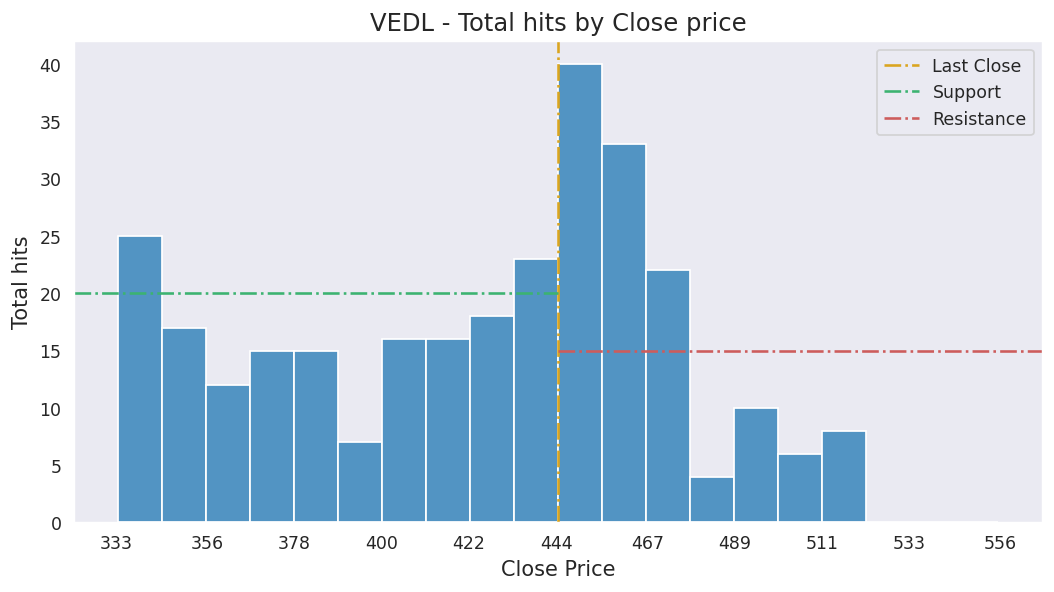 VEDL - Total hits by Close price
Last Close
Support
Resistance
Total hits
40
35
30
25
20
15
10
5
0
333 356 378 400 422 444 467 489 511 533 556
Close Price